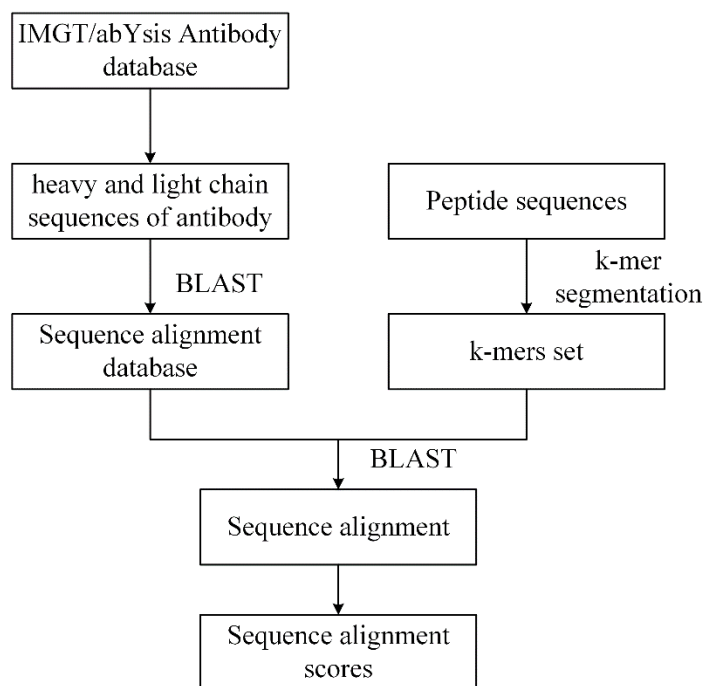 IMGT/abYsis Antibody
database
heavy and light chain
sequences of antibody
Peptide sequences
BLAST
k-mer
segmentation
Sequence alignment
database
k-mers set
BLAST
Sequence alignment
Sequence alignment
scores